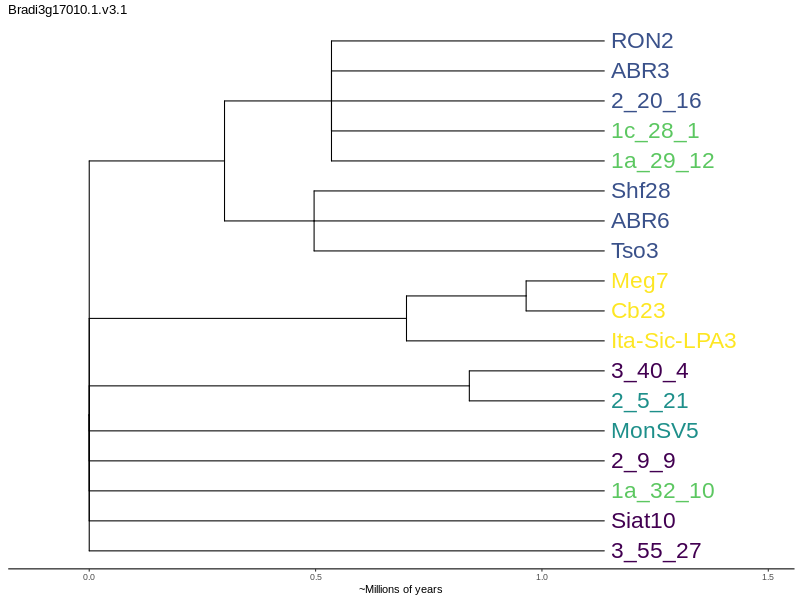 Bradi3g17010.1.v3.1
RON2
ABR3
2_20_16
1c_28_1
1a_29_12
Shf28
ABR6
Tso3
Meg7
Cb23
Ita-Sic-LPA3
3_40_4
2_5_21
MonSV5
2_9_9
1a_32_10
Siat10
3_55_27
0.0 0.5 1.0 1.5
~Millions of years